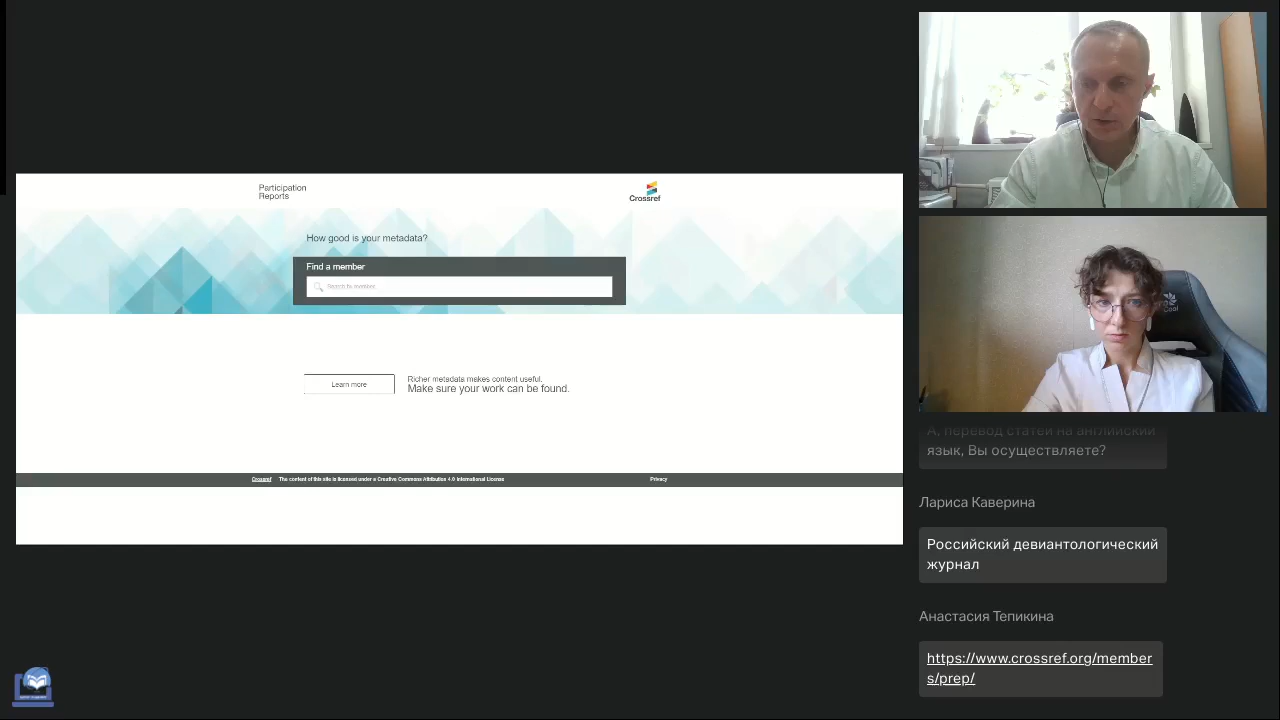 Participation
Reports
Crossref
How good is your metadata?
Find a member
Search by member...
Learn more
Richer metadata makes content useful.
Make sure your work can be found.
Crossref The content of this site is licensed under a Creative Commons Attribution 4.0 International License
Privacy
А, перевод статей на английский
язык, Вы осуществляете?
Лариса Каверина
Российский девиантологический
журнал
Анастасия Тепикина
https://www.crossref.org/member
s/prep/